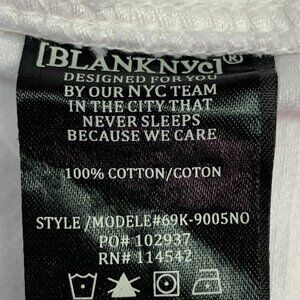 [BLANKNYC]®
DESIGNED FOR YOU
BY OUR NYC TEAM
IN THE CITY THAT
NEVER SLEEPS
BECAUSE WE CARE
100% COTTON/COTON
STYLE/MODELE#69K-9005NO
PO# 102937
RN# 114542